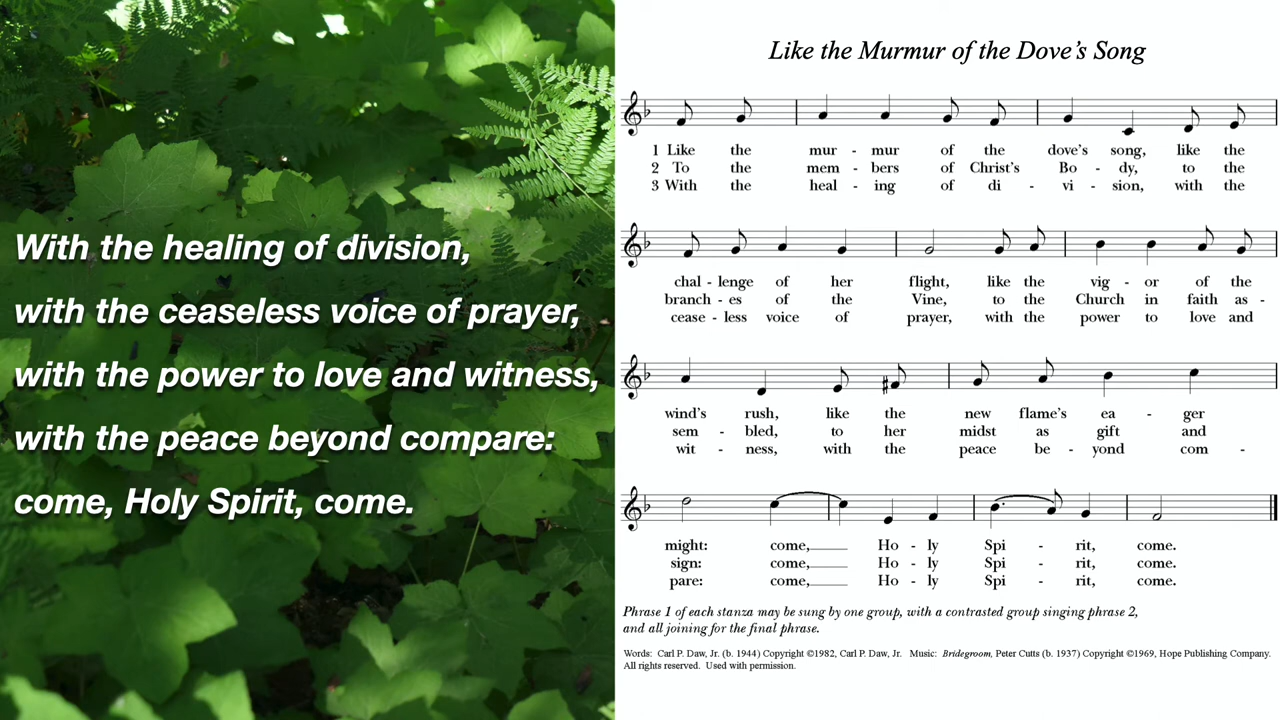 With the healing of division,
with the ceaseless voice of prayer,
with the power to love and witness,
with the peace beyond compare:
come, Holy Spirit, come.
Like the Murmur of the Dove's Song
1 Like the mur - mur of the dove's song, like the
2 To the mem - bers of Christ's Bo - dy, to the
3 With the heal - ing of di - vi - sion, with the
chal - lenge of her flight, like the vig - or of the
branch - es of the Vine, to the Church in faith as -
cease - less voice of prayer, with the power to love and
wind's rush, like the new flame's ea - ger
sem - bled, to her midst as gift and
wit - ness, with the peace be - yond com -
might: come, Ho - ly Spi - rit, come.
sign: come, Ho - ly Spi - rit, come.
pare: come, Ho - ly Spi - rit, come.
Phrase 1 of each stanza may be sung by one group, with a contrasted group singing phrase 2,
and all joining for the final phrase.
Words: Carl P. Daw, Jr. (b. 1944) Copyright ©1982, Carl P. Daw, Jr. Music: Bridegroom, Peter Cutts (b. 1937) Copyright ©1969, Hope Publishing Company.
All rights reserved. Used with permission.